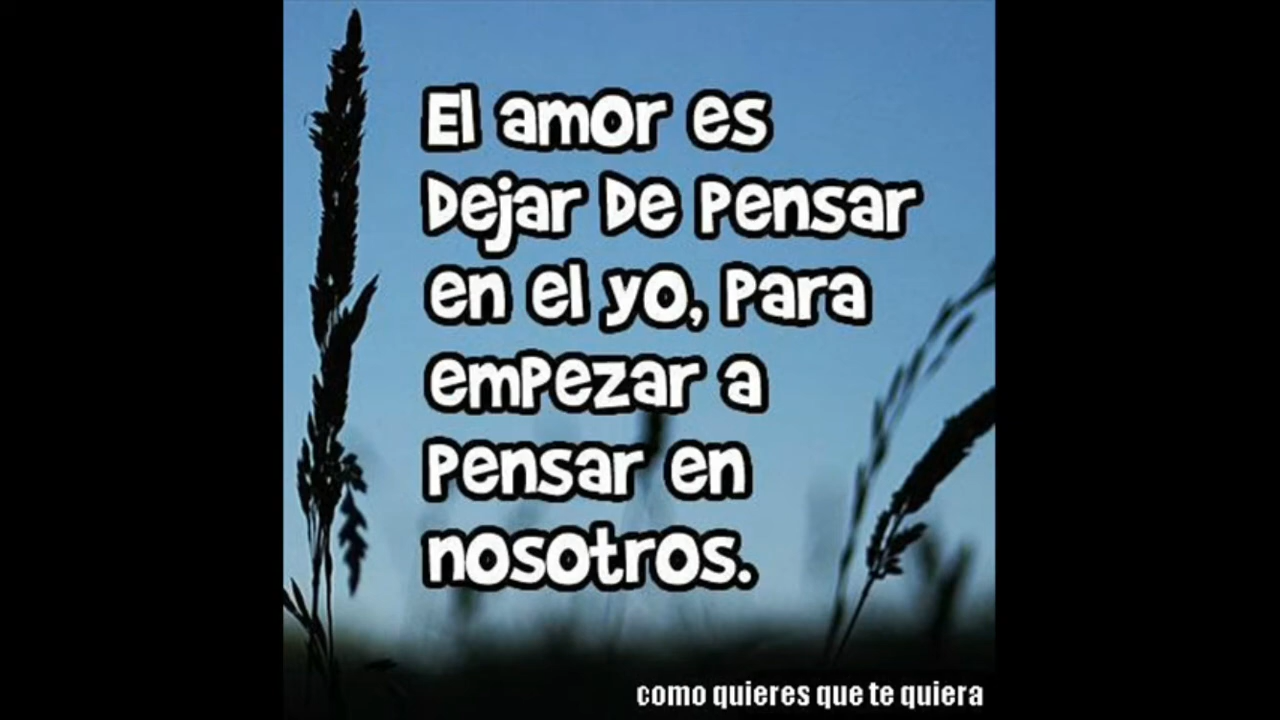 El amor es
Dejar De Pensar
en el yo, Para
emPezar a
Pensar en
nosotros.
como quieres que te quiera